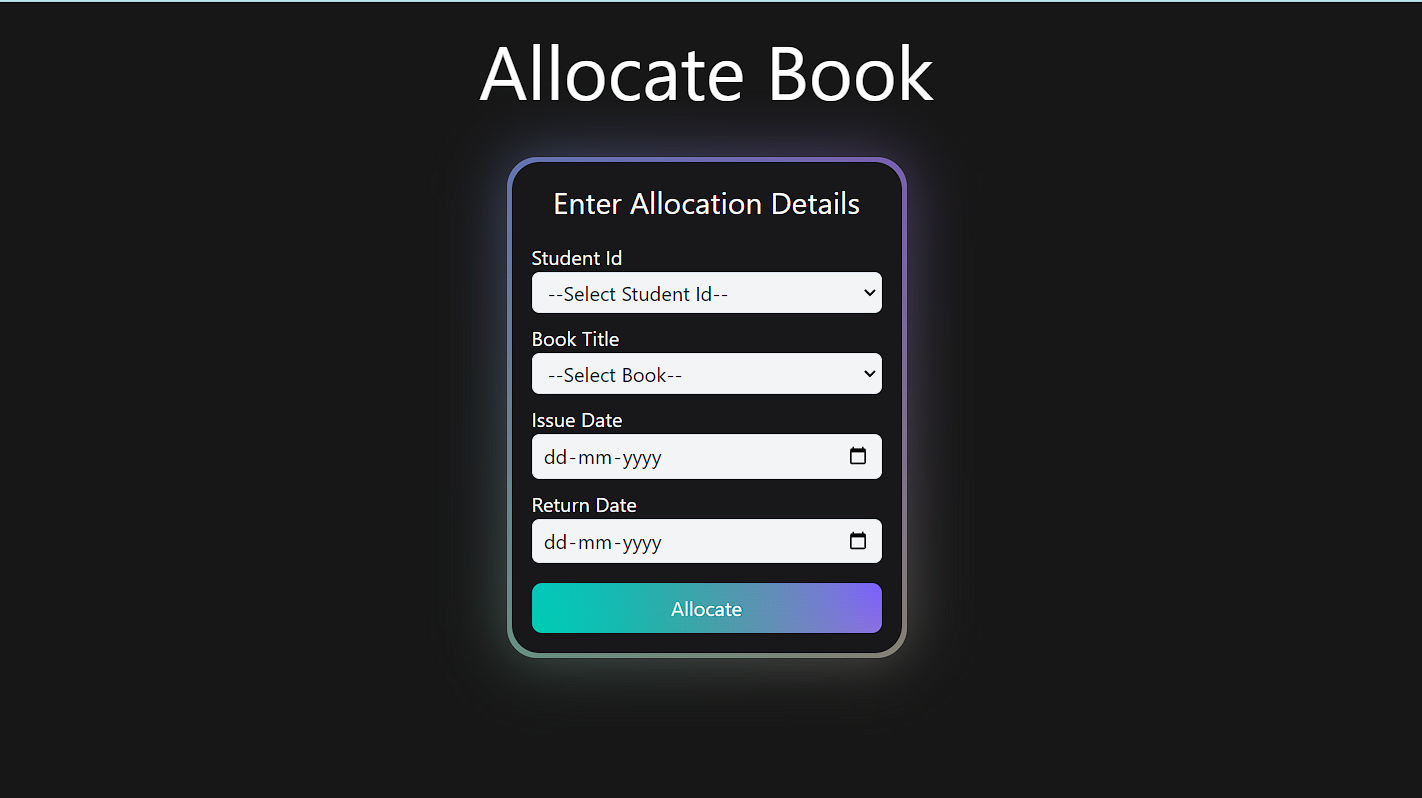 Allocate Book
Enter Allocation Details
Student Id
--Select Student Id--
Book Title
--Select Book--
Issue Date
dd-mm-yyyy
Return Date
dd-mm-yyyy
Allocate